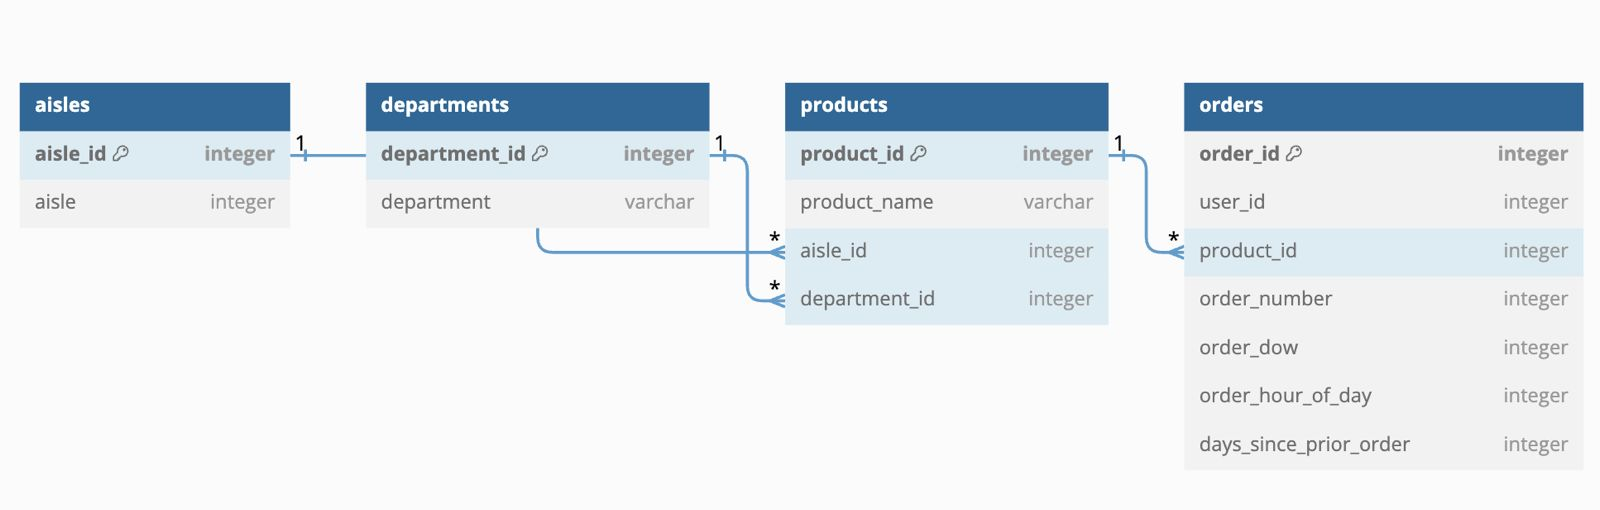 aisles
aisle_id integer
aisle integer
1
departments
department_id integer
department varchar
1
products
product_id integer
product_name varchar
* aisle_id integer
* department_id integer
1
orders
order_id integer
user_id integer
* product_id integer
order_number integer
order_dow integer
order_hour_of_day integer
days_since_prior_order integer